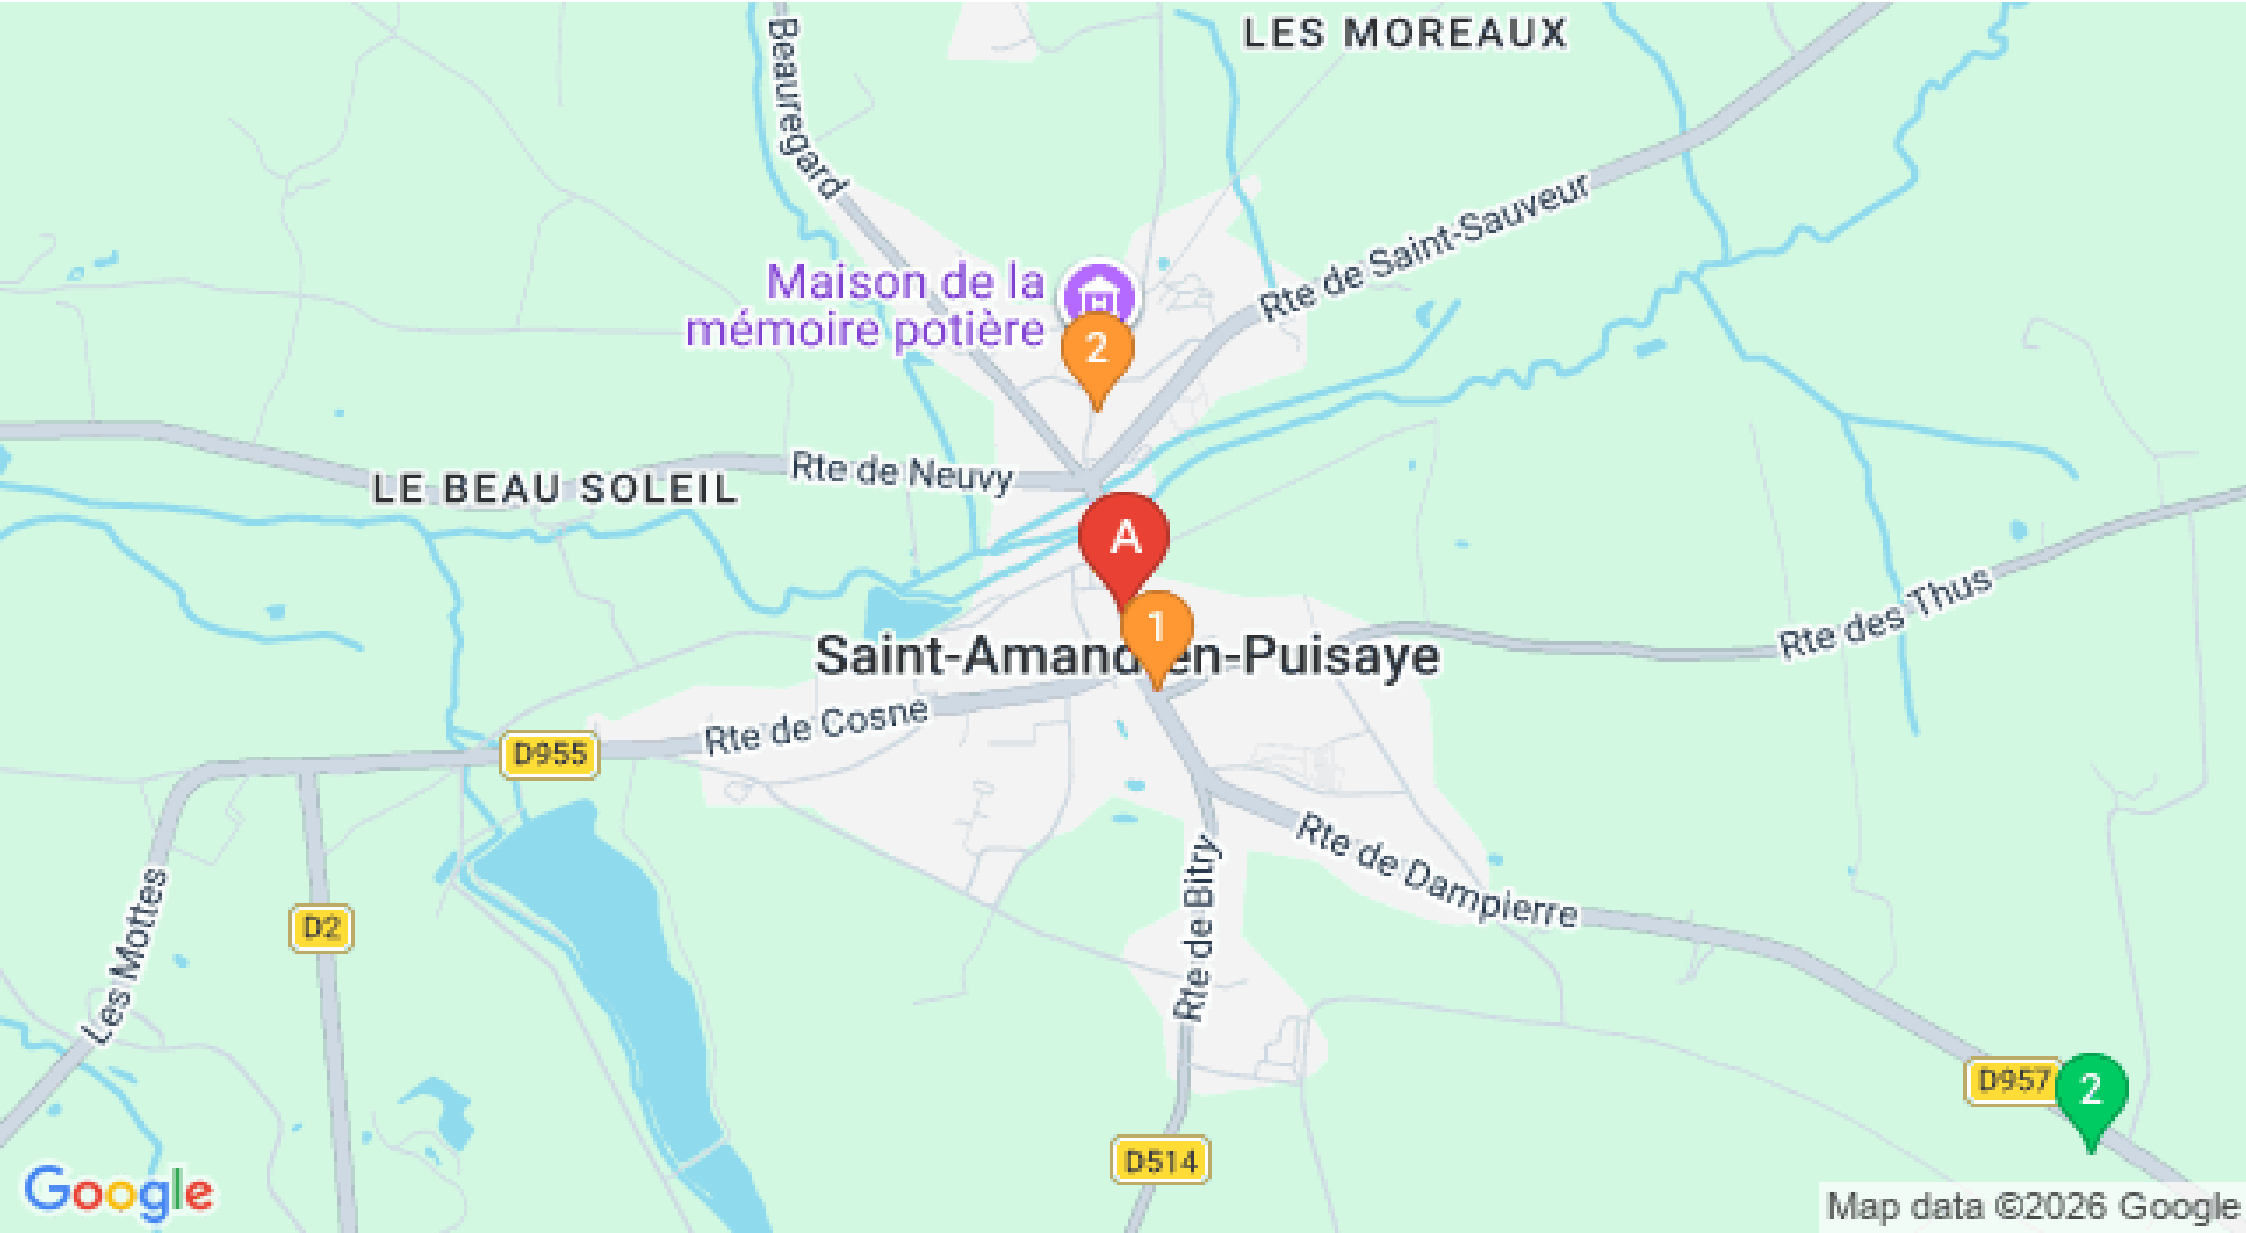 LES MOREAUX
Beauregard
Rte de Saint-Sauveur
Maison de la
mémoire potière
2
Rte de Neuvy
LE BEAU SOLEIL
A
Rte des Thus
1
Saint-Amand-en-Puisaye
Rte de Cosne
D955
Rte de Dampierre
Rte de Bitry
Les Mottes
D2
D957
2
D514
Google
Map data ©2026 Google